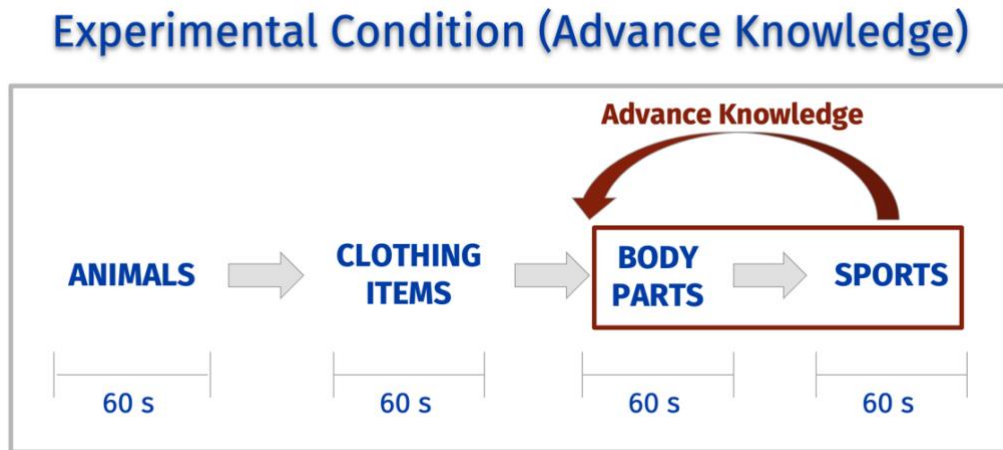 Experimental Condition (Advance Knowledge)
Advance Knowledge
ANIMALS
CLOTHING
ITEMS
BODY
PARTS
SPORTS
60 s
60 s
60 s
60 s